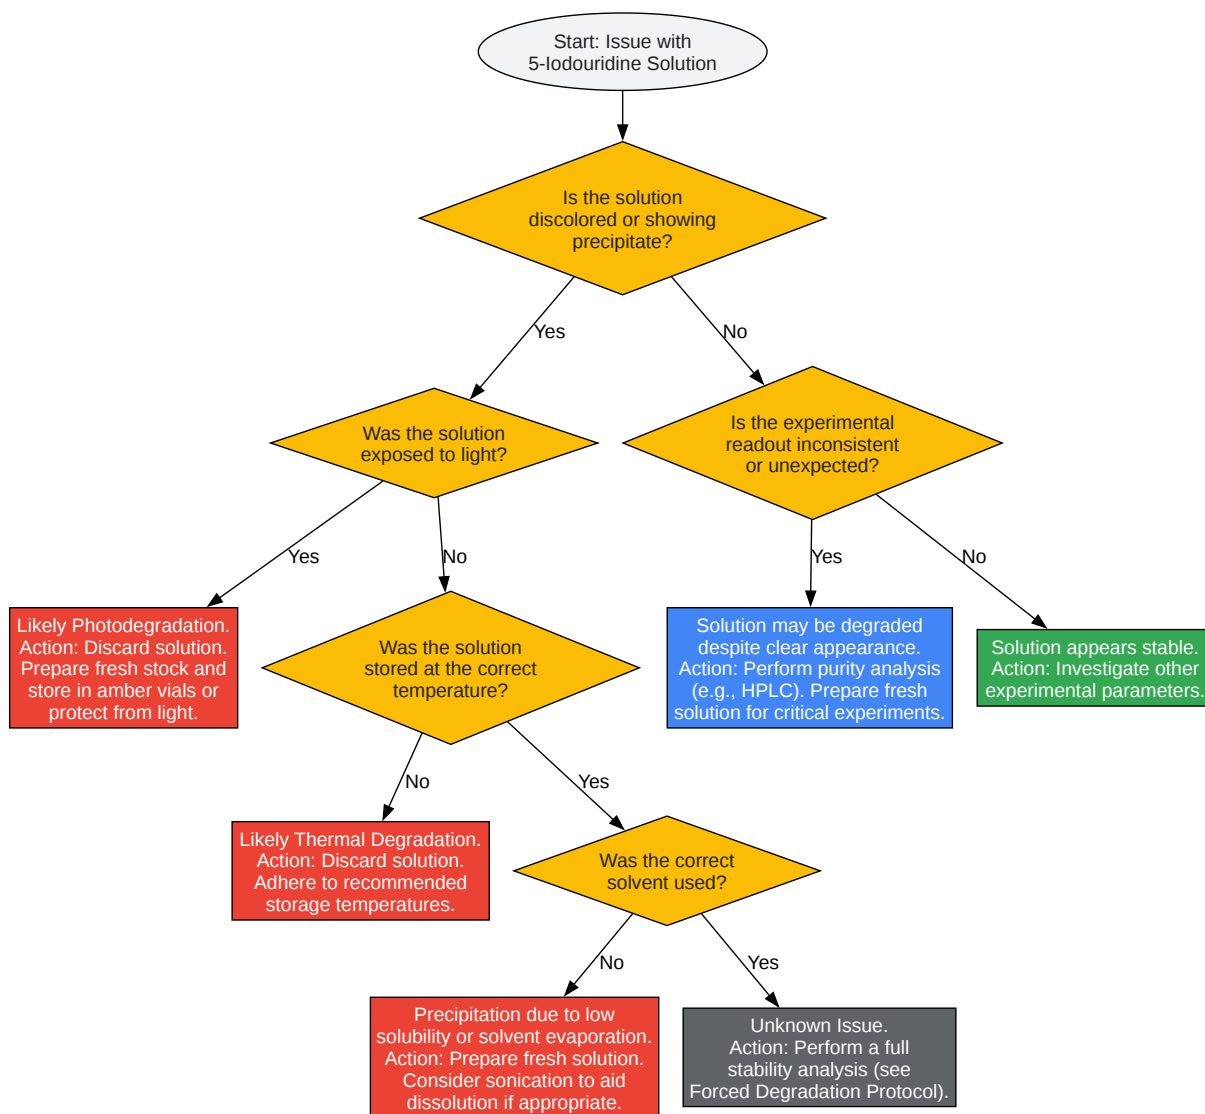 Start: Issue with
5-Iodouridine Solution
Is the solution
discolored or showing
precipitate?
Yes
No
Was the solution
exposed to light?
Is the experimental
readout inconsistent
or unexpected?
Yes
No
Yes
No
Likely Photodegradation.
Action: Discard solution.
Prepare fresh stock and
store in amber vials or
protect from light.
Was the solution
stored at the correct
temperature?
Solution may be degraded
despite clear appearance.
Action: Perform purity analysis
(e.g., HPLC). Prepare fresh
solution for critical experiments.
Solution appears stable.
Action: Investigate other
experimental parameters.
No
Yes
Likely Thermal Degradation.
Action: Discard solution.
Adhere to recommended
storage temperatures.
Was the correct
solvent used?
No
Yes
Precipitation due to low
solubility or solvent evaporation.
Action: Prepare fresh solution.
Consider sonication to aid
dissolution if appropriate.
Unknown Issue.
Action: Perform a full
stability analysis (see
Forced Degradation Protocol).